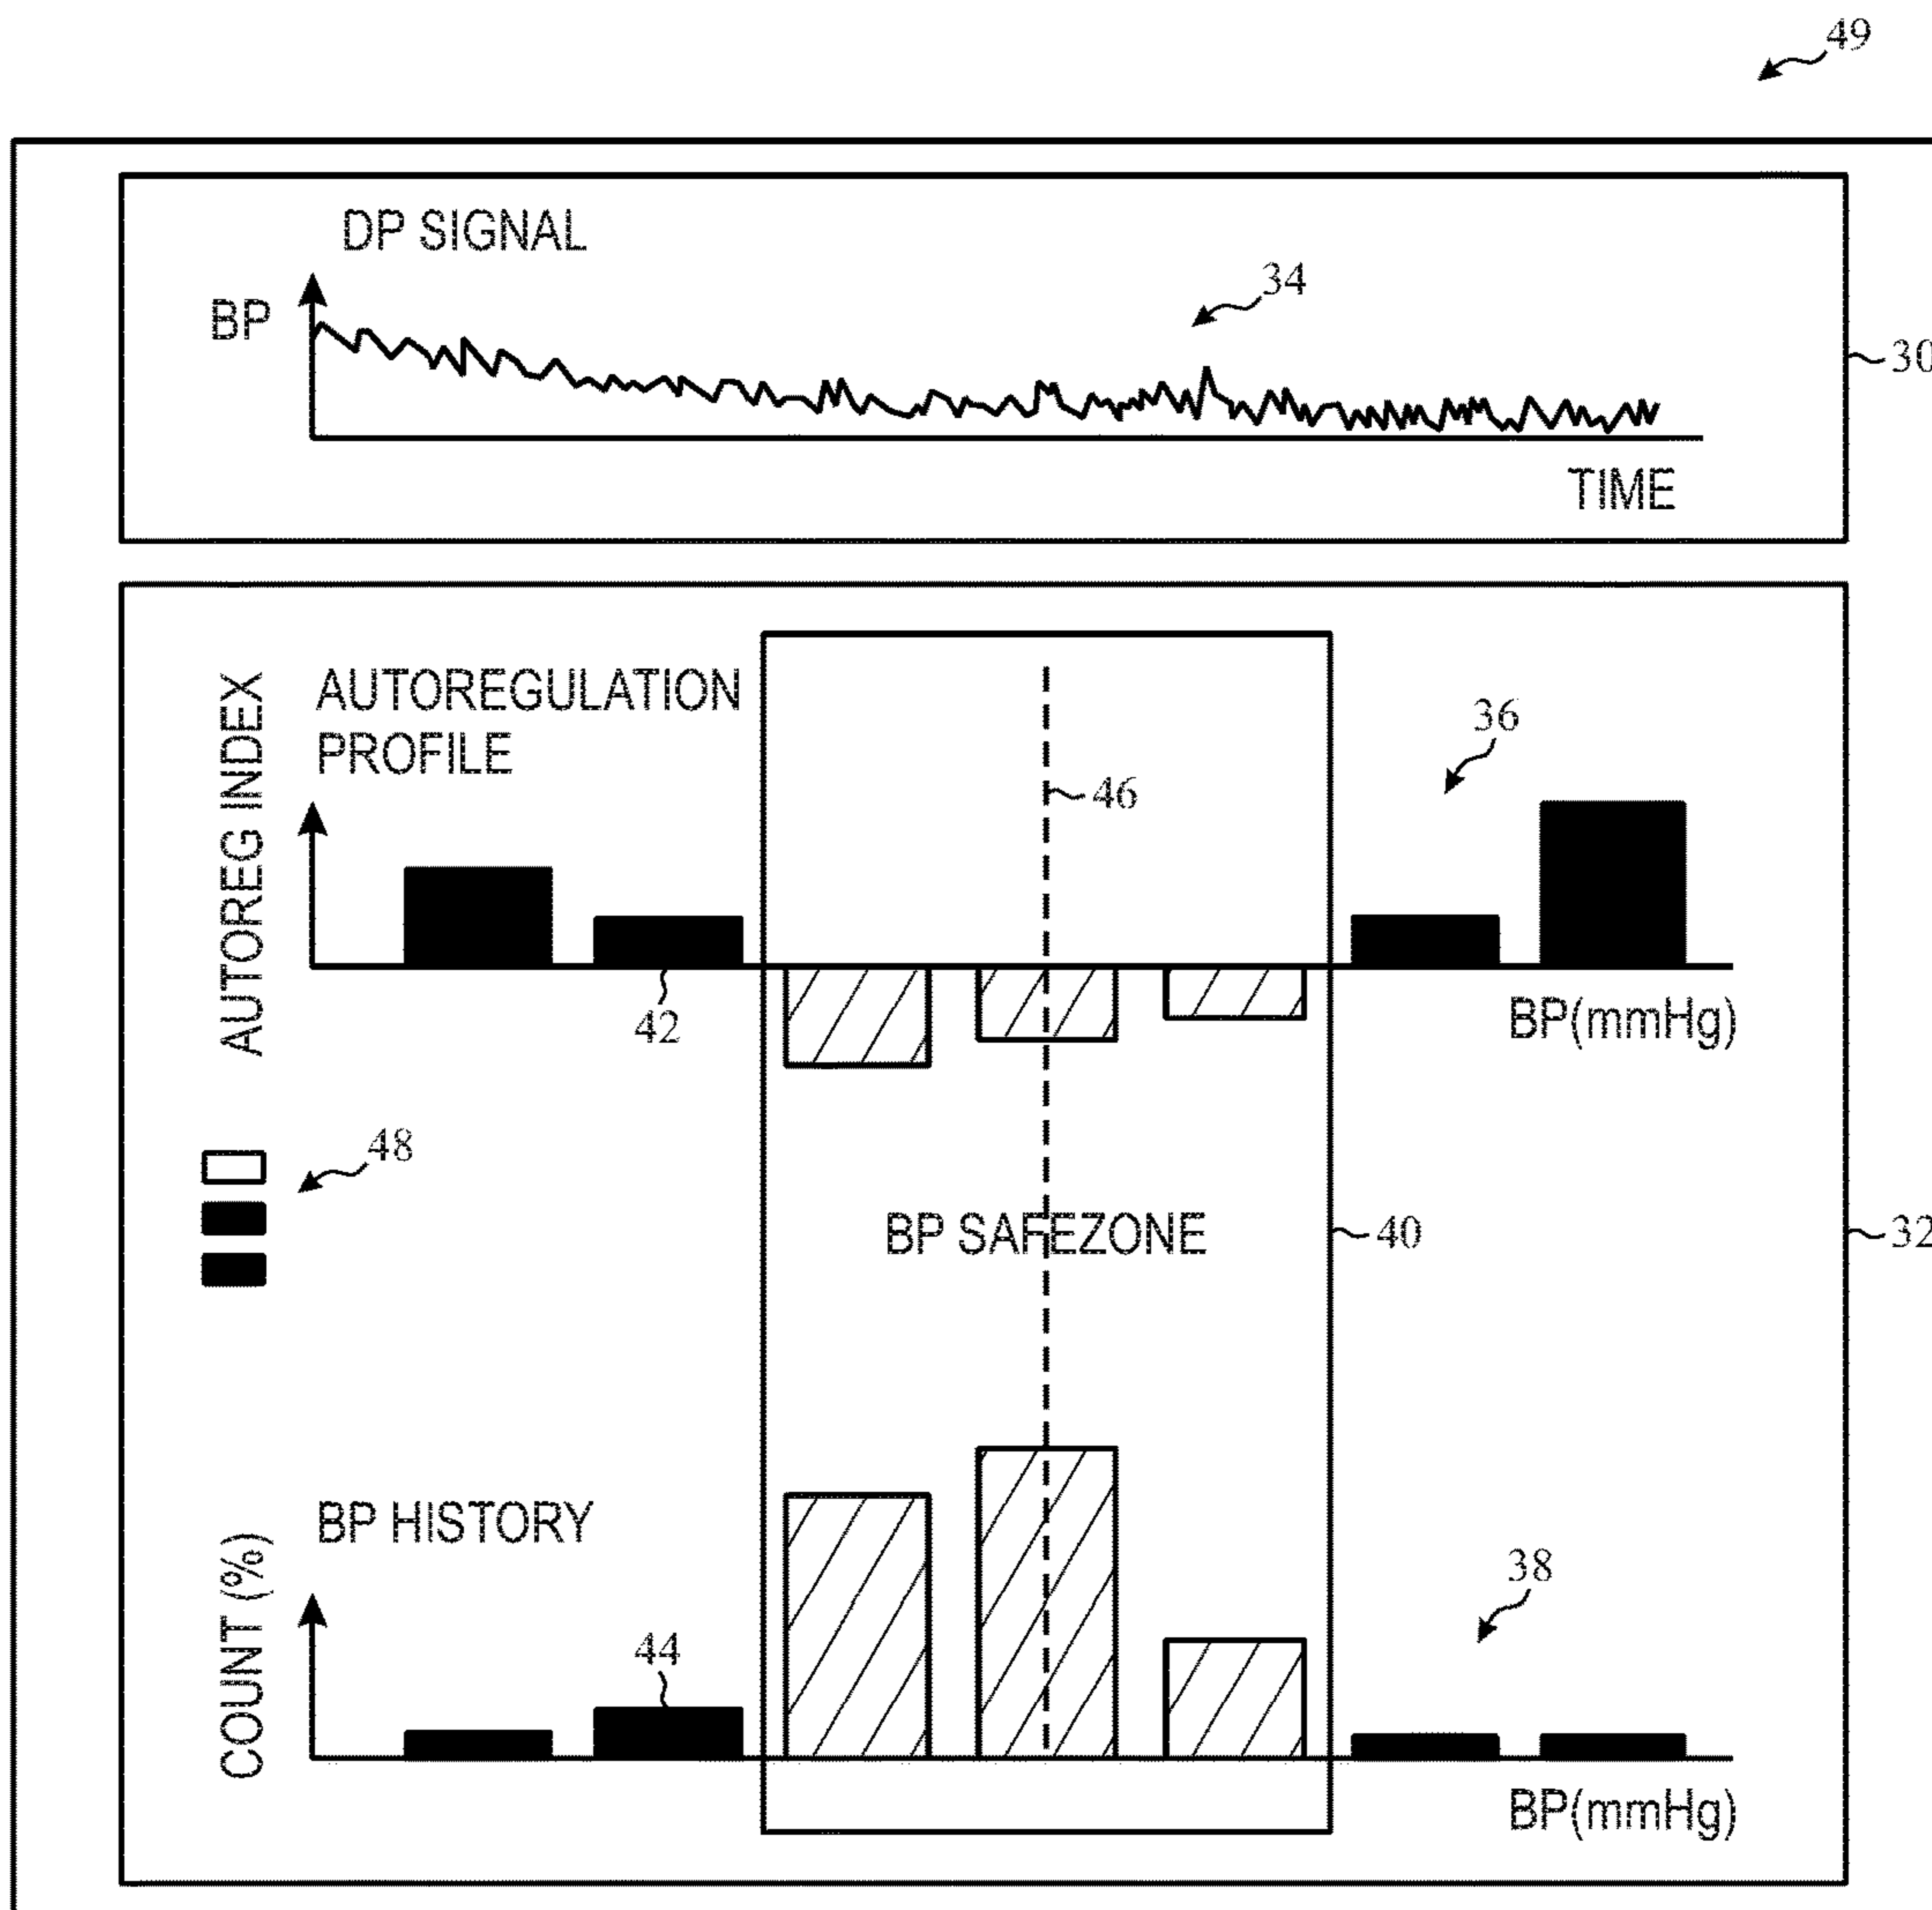 49
DP SIGNAL
BP
34
30
TIME
AUTOREGULATION
PROFILE
AUTOREG INDEX
36
46
42
BP(mmHg)
48
BP SAFEZONE
40
32
BP HISTORY
COUNT (%)
44
38
BP(mmHg)